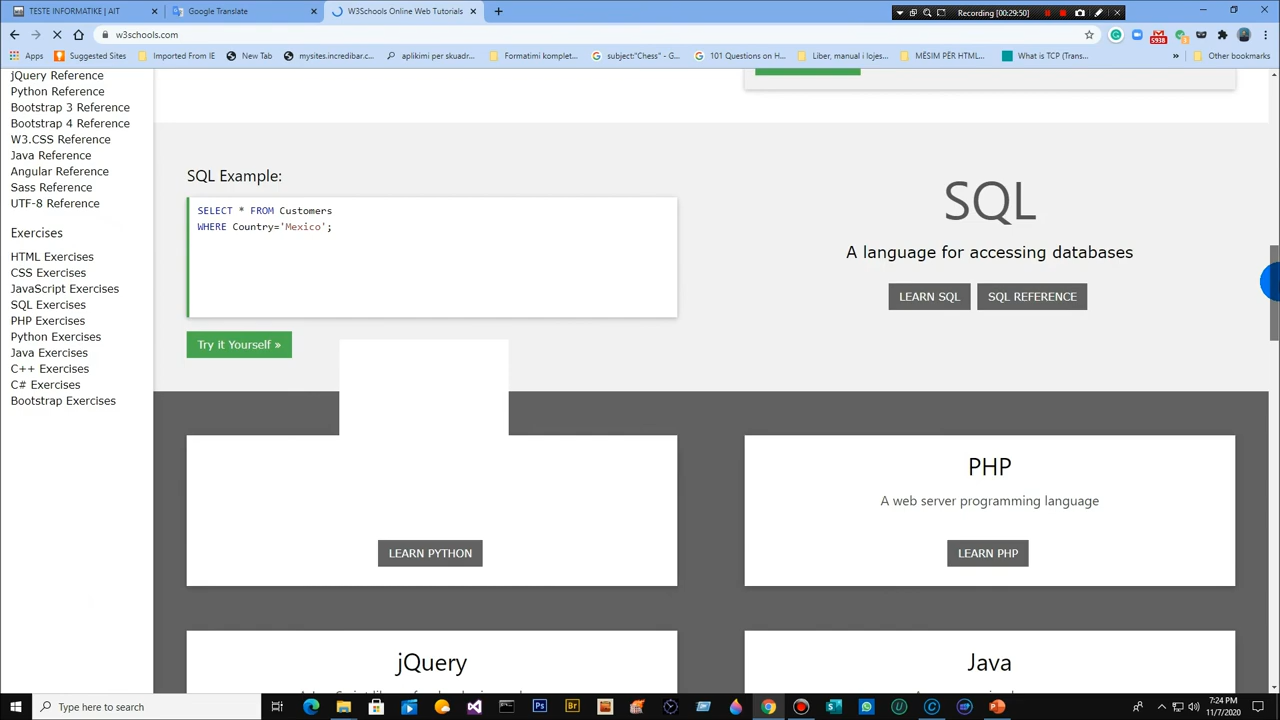 TESTE INFORMATIKE | AIT
Google Translate
W3Schools Online Web Tutorials
Recording [00:29:50]
w3schools.com
Apps
Suggested Sites
Imported From IE
New Tab
mysites.incredibar.c...
aplikimi per skuadr...
Formatimi komplet...
subject:"Chess" - G...
101 Questions on H...
Liber, manual i lojes...
MËSIM PËR HTML...
What is TCP (Trans...
»
Other bookmarks
jQuery Reference
Python Reference
Bootstrap 3 Reference
Bootstrap 4 Reference
W3.CSS Reference
Java Reference
Angular Reference
Sass Reference
UTF-8 Reference
Exercises
HTML Exercises
CSS Exercises
JavaScript Exercises
SQL Exercises
PHP Exercises
Python Exercises
Java Exercises
C++ Exercises
C# Exercises
Bootstrap Exercises
SQL Example:
SELECT * FROM Customers
WHERE Country='Mexico';
Try it Yourself »
SQL
A language for accessing databases
LEARN SQL
SQL REFERENCE
LEARN PYTHON
PHP
A web server programming language
LEARN PHP
jQuery
Java
Type here to search
7:24 PM
11/7/2020